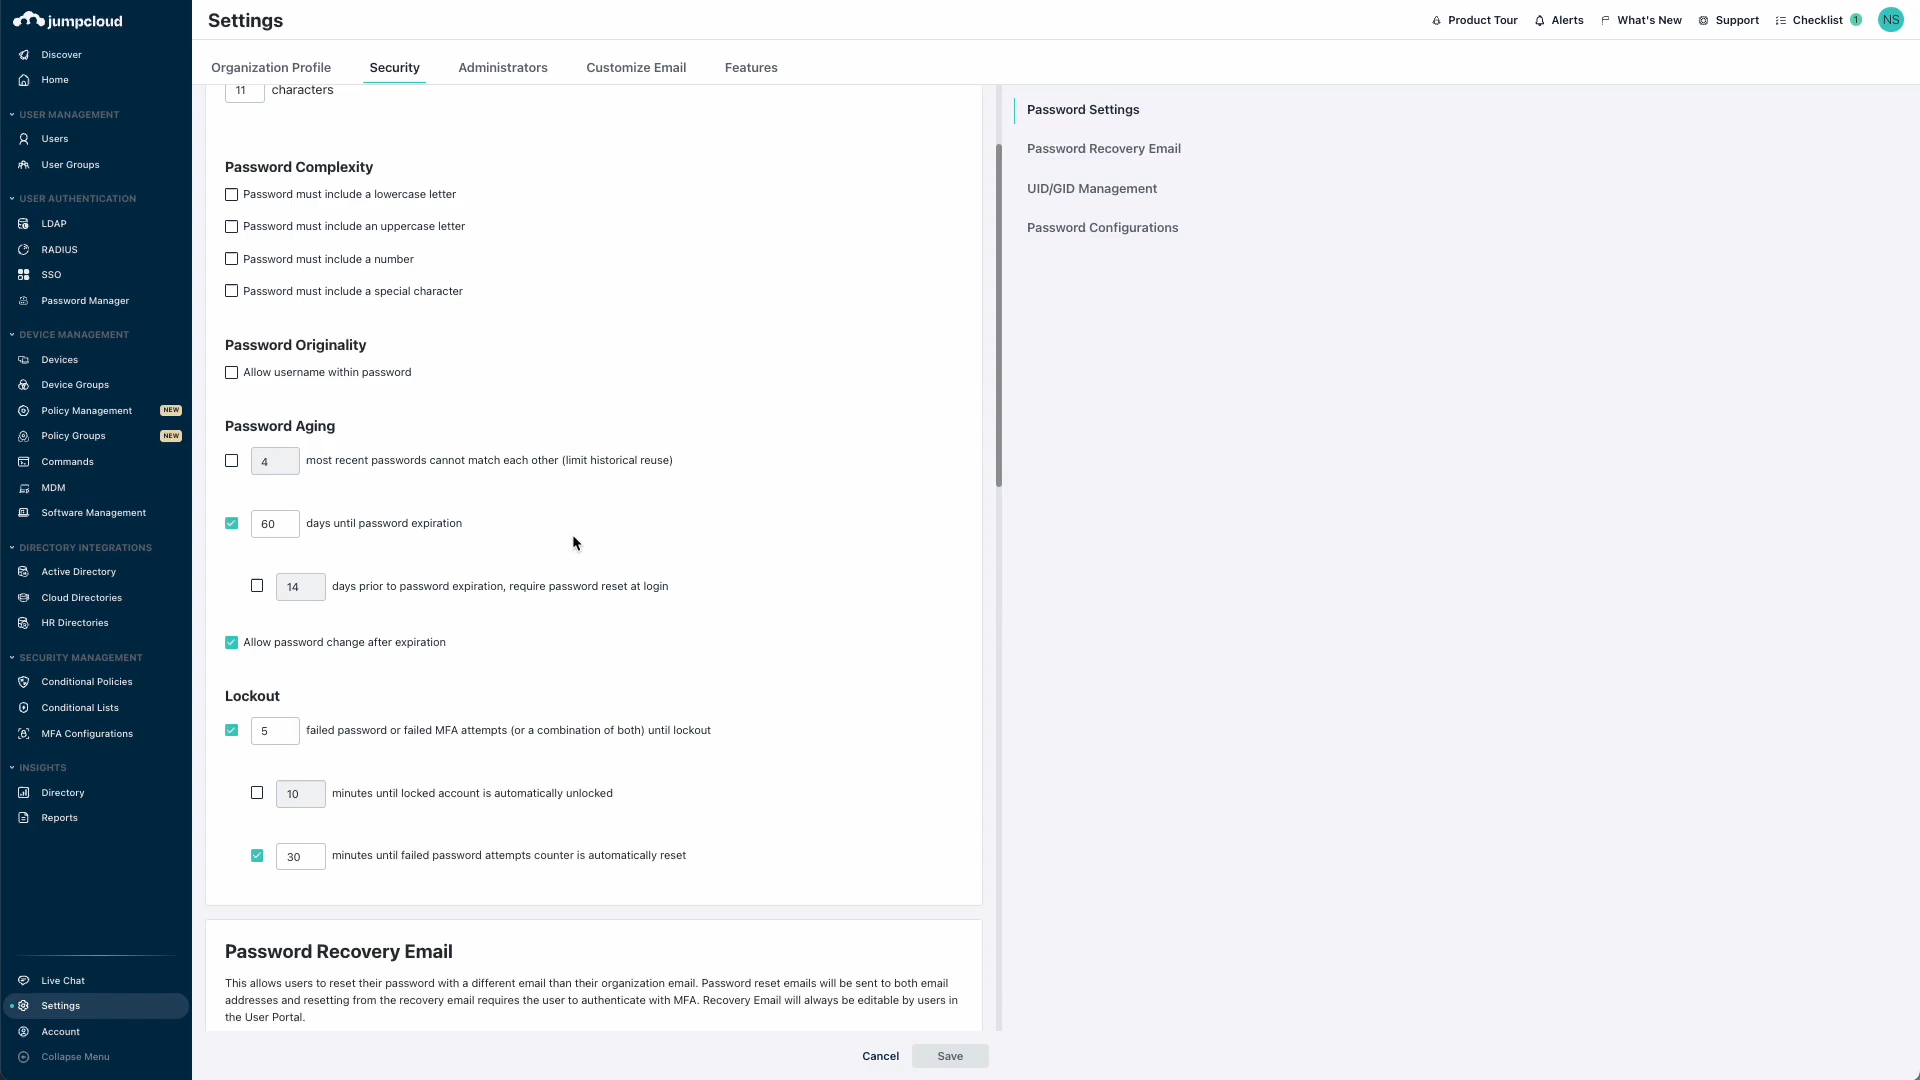 jumpcloud
Settings
Product Tour
Alerts
What's New
Support
Checklist
1
NS
Discover
Home
USER MANAGEMENT
Users
User Groups
USER AUTHENTICATION
LDAP
RADIUS
SSO
Password Manager
DEVICE MANAGEMENT
Devices
Device Groups
Policy Management NEW
Policy Groups NEW
Commands
MDM
Software Management
DIRECTORY INTEGRATIONS
Active Directory
Cloud Directories
HR Directories
SECURITY MANAGEMENT
Conditional Policies
Conditional Lists
MFA Configurations
INSIGHTS
Directory
Reports
Live Chat
Settings
Account
Collapse Menu
Organization Profile
Security
Administrators
Customize Email
Features
11 characters
Password Complexity
Password must include a lowercase letter
Password must include an uppercase letter
Password must include a number
Password must include a special character
Password Originality
Allow username within password
Password Aging
4 most recent passwords cannot match each other (limit historical reuse)
60 days until password expiration
14 days prior to password expiration, require password reset at login
Allow password change after expiration
Lockout
5 failed password or failed MFA attempts (or a combination of both) until lockout
10 minutes until locked account is automatically unlocked
30 minutes until failed password attempts counter is automatically reset
Password Recovery Email
This allows users to reset their password with a different email than their organization email. Password reset emails will be sent to both email
addresses and resetting from the recovery email requires the user to authenticate with MFA. Recovery Email will always be editable by users in
the User Portal.
Cancel
Save
Password Settings
Password Recovery Email
UID/GID Management
Password Configurations